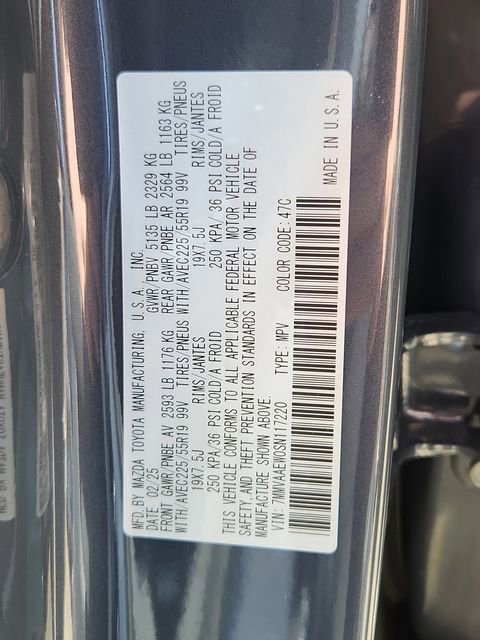 MFD.BY MAZDA TOYOTA MANUFACTURING, U.S.A. INC.
DATE 02/25 GVWR/PNBV 5135 LB 2329 KG
FRONT GAWR/PNBE AV 2593 LB 1176 KG REAR GAWR/PNBE AR 2564 LB 1163 KG
WITH/AVEC225/55R19 99V TIRES/PNEUS WITH/AVEC225/55R19 99V TIRES/PNEUS
19X7.5J RIMS/JANTES 19X7.5J RIMS/JANTES
250 KPA/36 PSI COLD/A FROID 250 KPA/36 PSI COLD/A FROID
THIS VEHICLE CONFORMS TO ALL APPLICABLE FEDERAL MOTOR VEHICLE
SAFETY, AND THEFT PREVENTION STANDARDS IN EFFECT ON THE DATE OF
MANUFACTURE SHOWN ABOVE.
VIN: 7MMVAAEW0SN117220 TYPE: MPV COLOR CODE: 47C
MADE IN U.S.A.